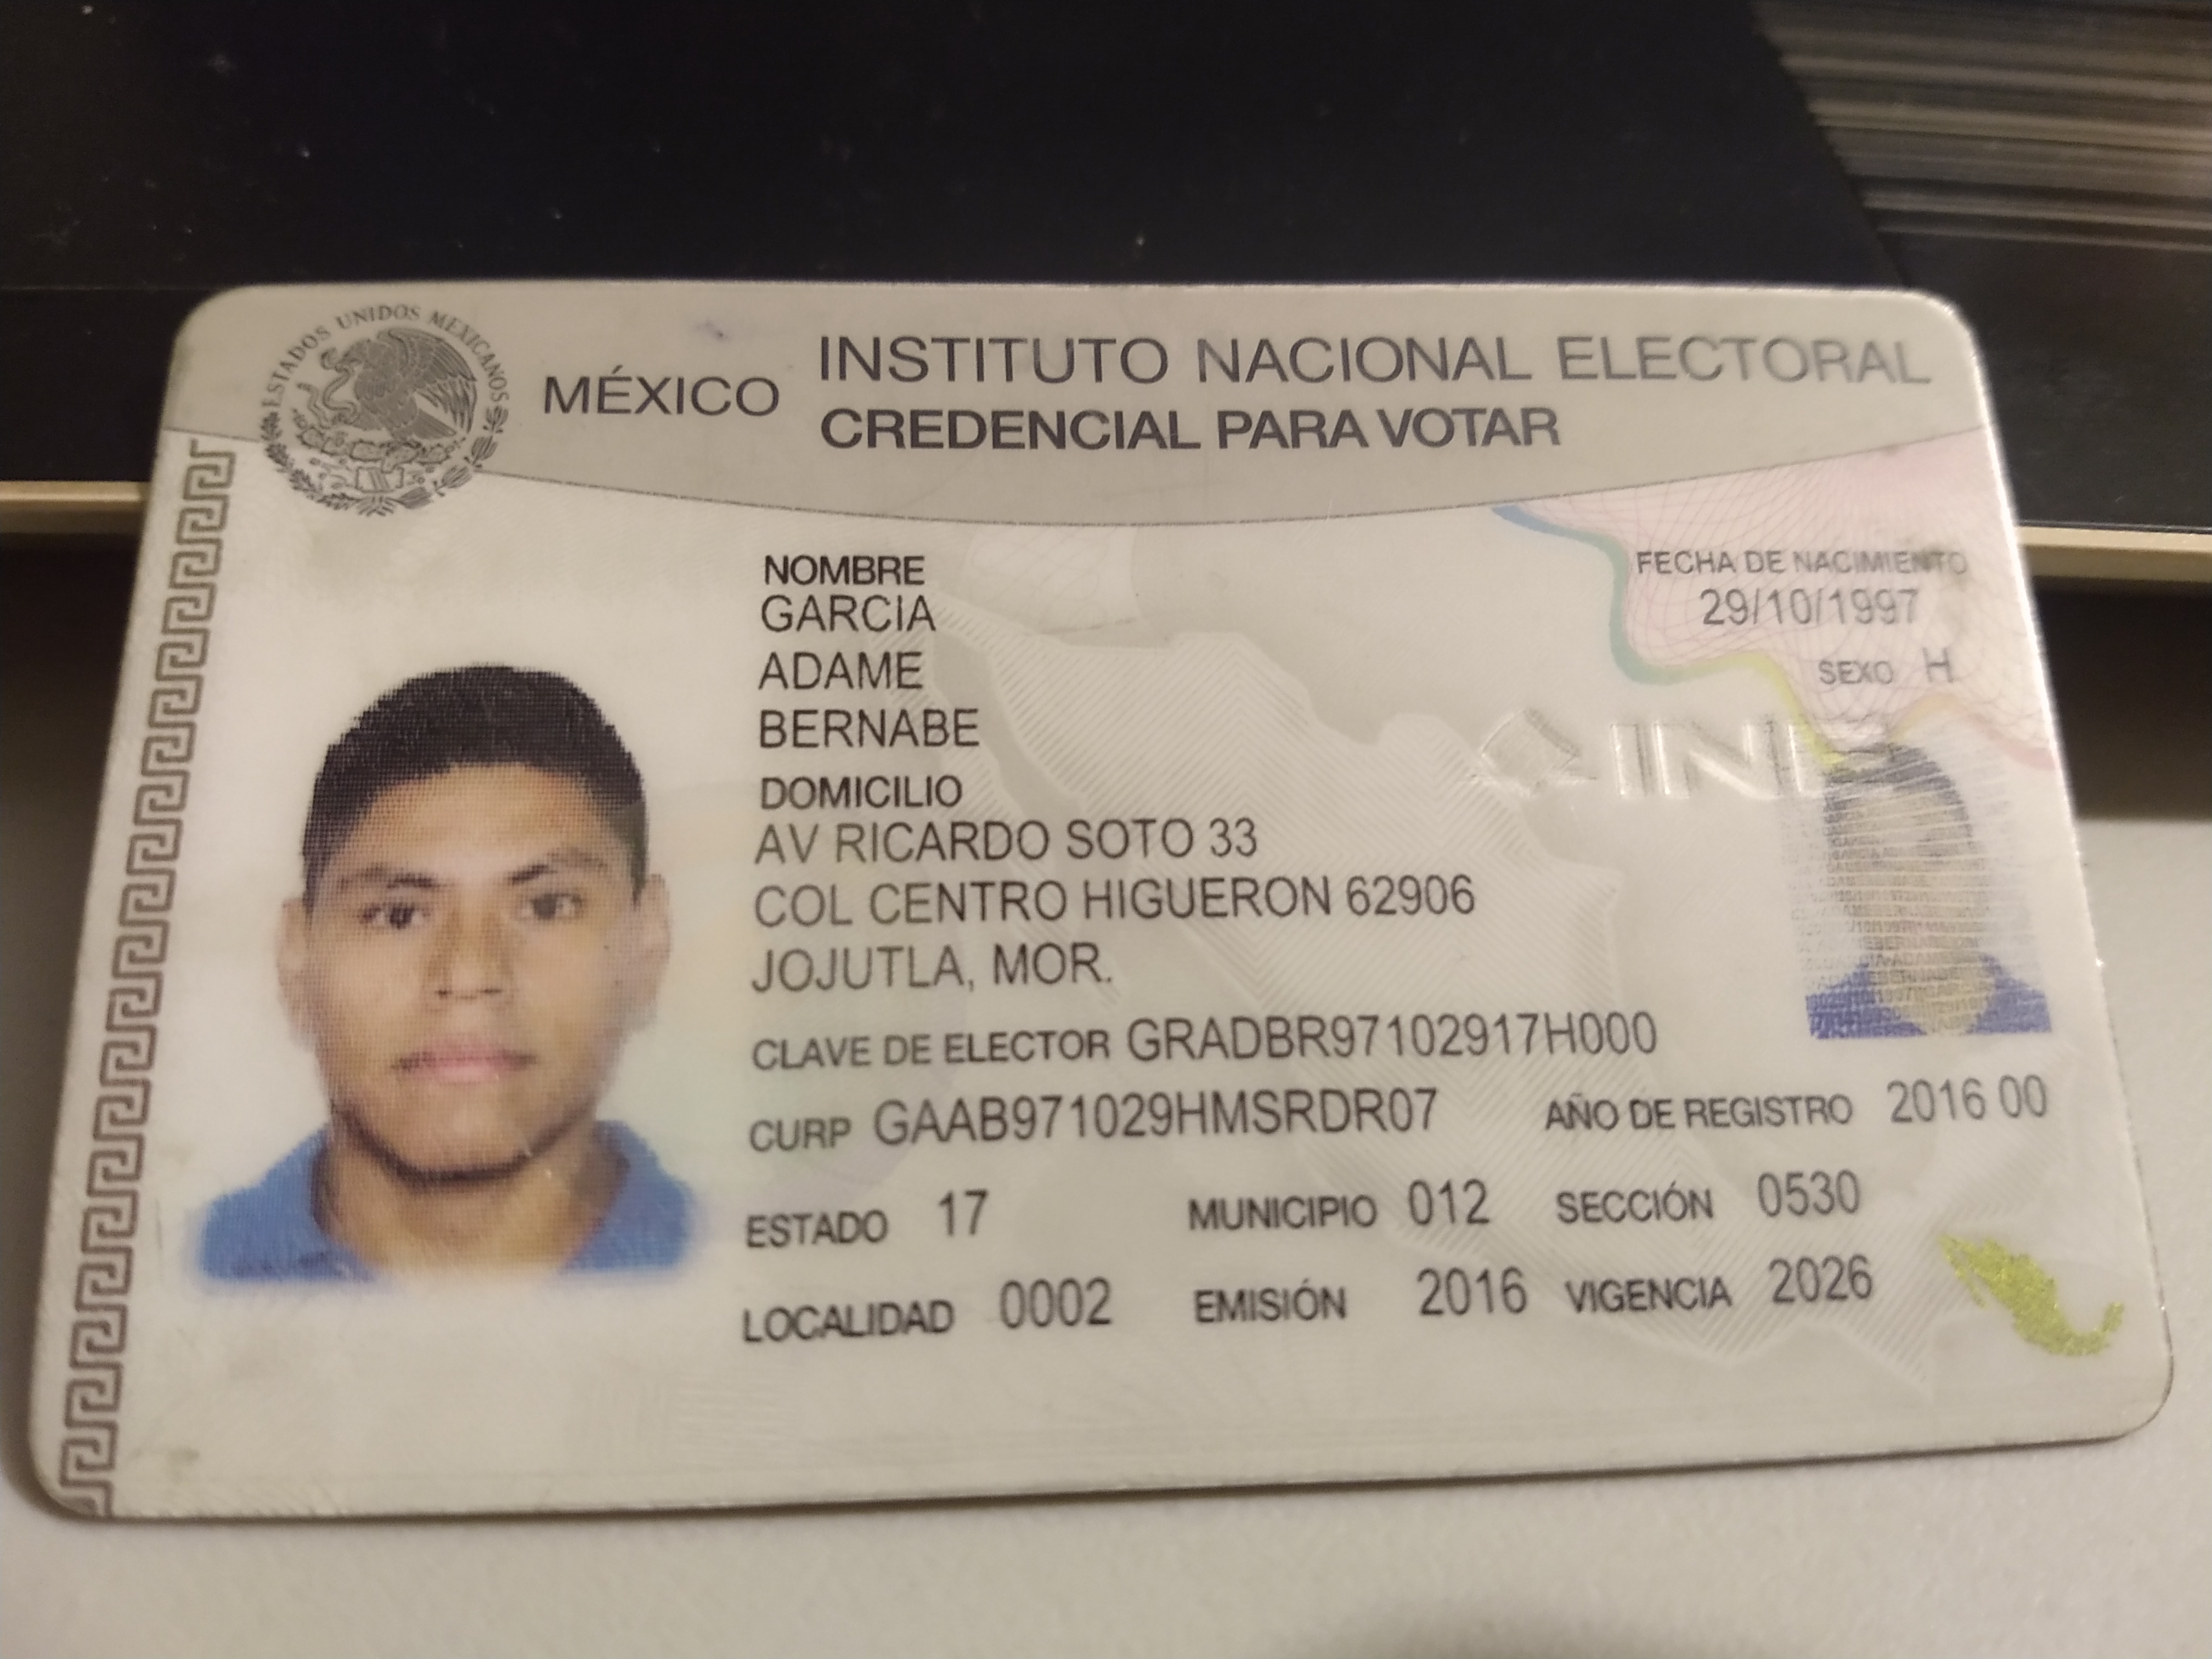 ESTADOS UNIDOS MEXICANOS
MÉXICO
INSTITUTO NACIONAL ELECTORAL
CREDENCIAL PARA VOTAR
NOMBRE
GARCIA
ADAME
BERNABE
FECHA DE NACIMIENTO
29/10/1997
SEXO H
INE
DOMICILIO
AV RICARDO SOTO 33
COL CENTRO HIGUERON 62906
JOJUTLA, MOR.
CLAVE DE ELECTOR GRADBR97102917H000
CURP GAAB971029HMSRDR07 AÑO DE REGISTRO 2016 00
ESTADO 17 MUNICIPIO 012 SECCIÓN 0530
LOCALIDAD 0002 EMISIÓN 2016 VIGENCIA 2026